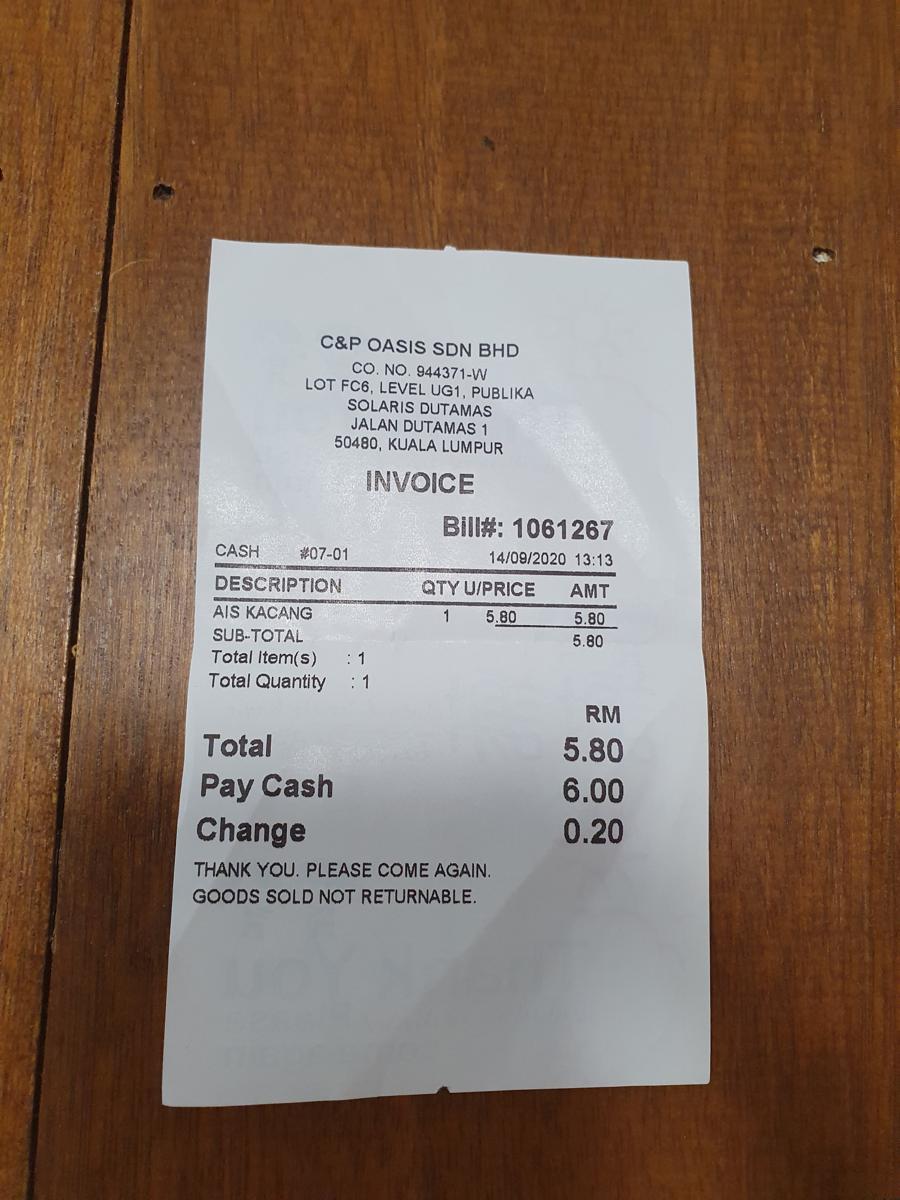 C&P OASIS SDN BHD
CO. NO. 944371-W
LOT FC6, LEVEL UG1, PUBLIKA
SOLARIS DUTAMAS
JALAN DUTAMAS 1
50480, KUALA LUMPUR
INVOICE
Bill#: 1061267
CASH #07-01 14/09/2020 13:13
DESCRIPTION QTY U/PRICE AMT
AIS KACANG 1 5.80 5.80
SUB-TOTAL 5.80
Total Item(s) : 1
Total Quantity : 1
RM
Total 5.80
Pay Cash 6.00
Change 0.20
THANK YOU. PLEASE COME AGAIN.
GOODS SOLD NOT RETURNABLE.